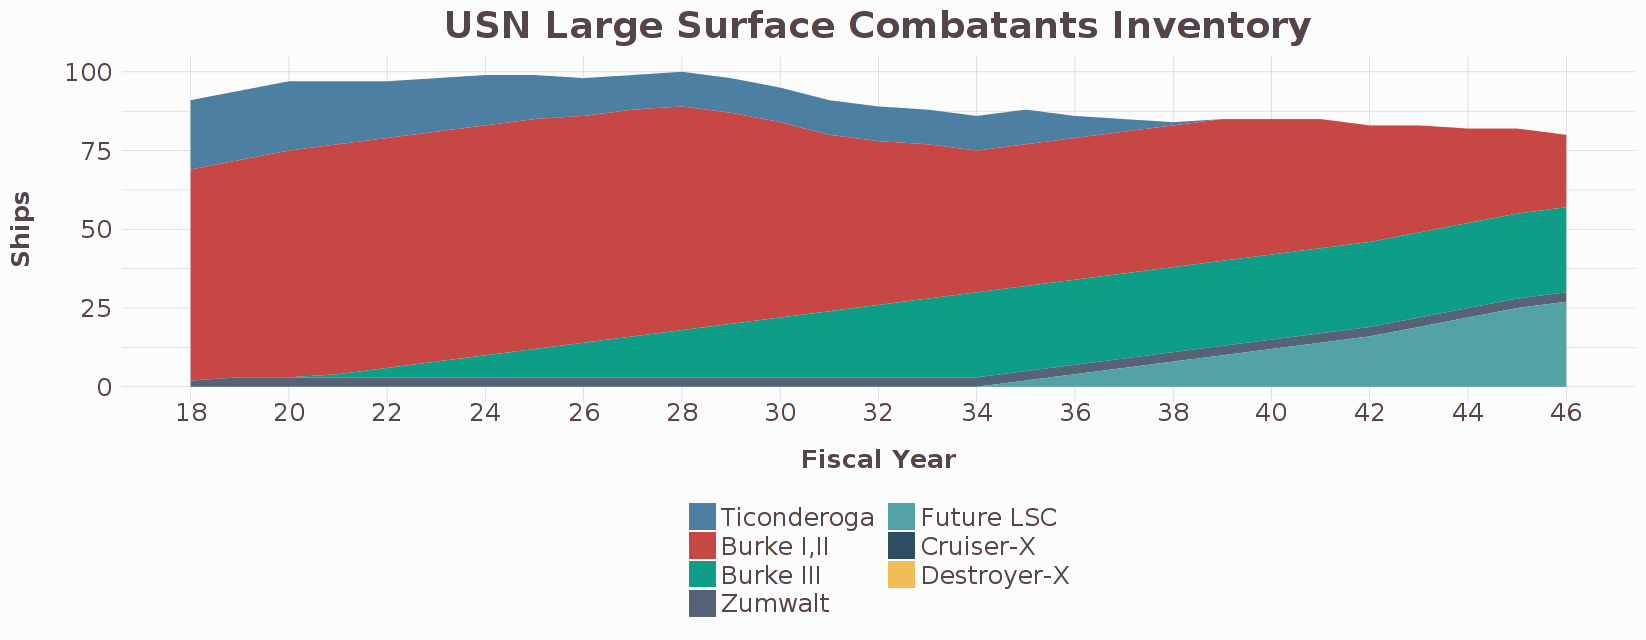 USN Large Surface Combatants Inventory
Ships
100
75
50
25
0
18 20 22 24 26 28 30 32 34 36 38 40 42 44 46
Fiscal Year
Ticonderoga
Burke I,II
Burke III
Zumwalt
Future LSC
Cruiser-X
Destroyer-X